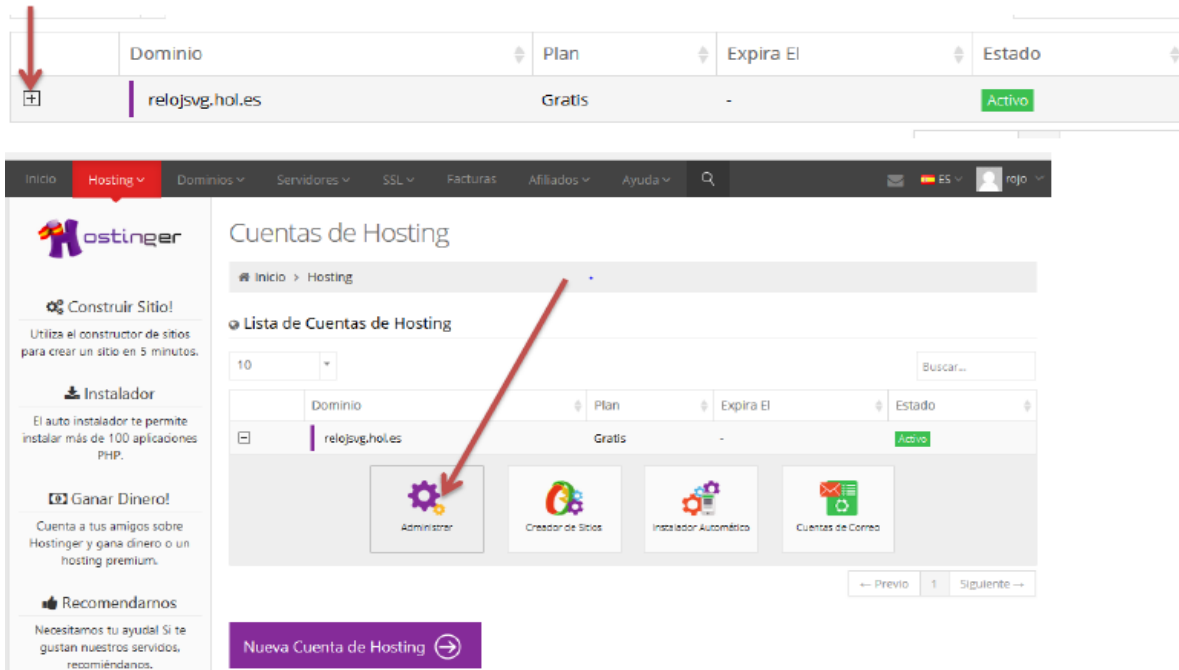 Dominio Plan Expira El Estado
relojsvg.hol.es Gratis - Activo
Inicio Hosting Dominios Servidores SSL Facturas Afiliados Ayuda ES rojo
Hostinger
Construir Sitio!
Utiliza el constructor de sitios
para crear un sitio en 5 minutos.
Instalador
El auto instalador te permite
instalar más de 100 aplicaciones
PHP.
Ganar Dinero!
Cuenta a tus amigos sobre
Hostinger y gana dinero o un
hosting premium.
Recomendarnos
Necesitamos tu ayuda! Si te
gustan nuestros servidos,
recomiéndanos.
Cuentas de Hosting
Inicio > Hosting
Lista de Cuentas de Hosting
10 Buscar...
Dominio Plan Expira El Estado
relojsvg.hol.es Gratis - Activo
Administrar Creador de Sitios Instalador Automático Cuentas de Correo
← Previo 1 Siguiente →
Nueva Cuenta de Hosting